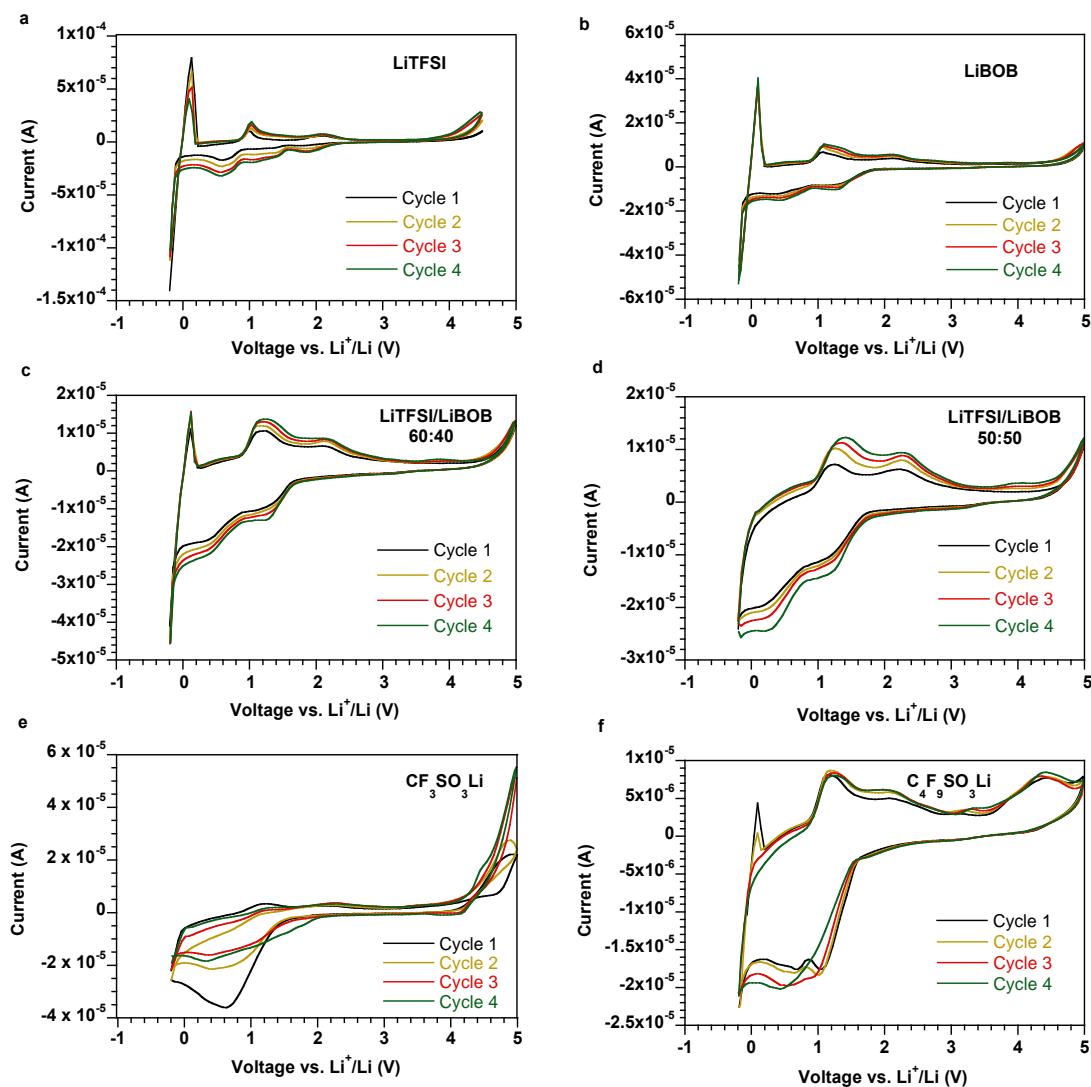 a
1x10⁻⁴
5x10⁻⁵
0
-5x10⁻⁵
-1x10⁻⁴
-1.5x10⁻⁴
Current (A)
LiTFSI
Cycle 1
Cycle 2
Cycle 3
Cycle 4
-1 0 1 2 3 4 5
Voltage vs. Li⁺/Li (V)
b
6x10⁻⁵
4x10⁻⁵
2x10⁻⁵
0
-2x10⁻⁵
-4x10⁻⁵
-6x10⁻⁵
Current (A)
LiBOB
Cycle 1
Cycle 2
Cycle 3
Cycle 4
-1 0 1 2 3 4 5
Voltage vs. Li⁺/Li (V)
c
2x10⁻⁵
1x10⁻⁵
0
-1x10⁻⁵
-2x10⁻⁵
-3x10⁻⁵
-4x10⁻⁵
-5x10⁻⁵
Current (A)
LiTFSI/LiBOB
60:40
Cycle 1
Cycle 2
Cycle 3
Cycle 4
-1 0 1 2 3 4 5
Voltage vs. Li⁺/Li (V)
d
2x10⁻⁵
1x10⁻⁵
0
-1x10⁻⁵
-2x10⁻⁵
-3x10⁻⁵
Current (A)
LiTFSI/LiBOB
50:50
Cycle 1
Cycle 2
Cycle 3
Cycle 4
-1 0 1 2 3 4 5
Voltage vs. Li⁺/Li (V)
e
6 x 10⁻⁵
4 x 10⁻⁵
2 x 10⁻⁵
0
-2 x 10⁻⁵
-4 x 10⁻⁵
Current (A)
CF₃SO₃Li
Cycle 1
Cycle 2
Cycle 3
Cycle 4
-1 0 1 2 3 4 5
Voltage vs. Li⁺/Li (V)
f
1x10⁻⁵
5x10⁻⁶
0
-5x10⁻⁶
-1x10⁻⁵
-1.5x10⁻⁵
-2x10⁻⁵
-2.5x10⁻⁵
Current (A)
C₄F₉SO₃Li
Cycle 1
Cycle 2
Cycle 3
Cycle 4
-1 0 1 2 3 4 5
Voltage vs. Li⁺/Li (V)